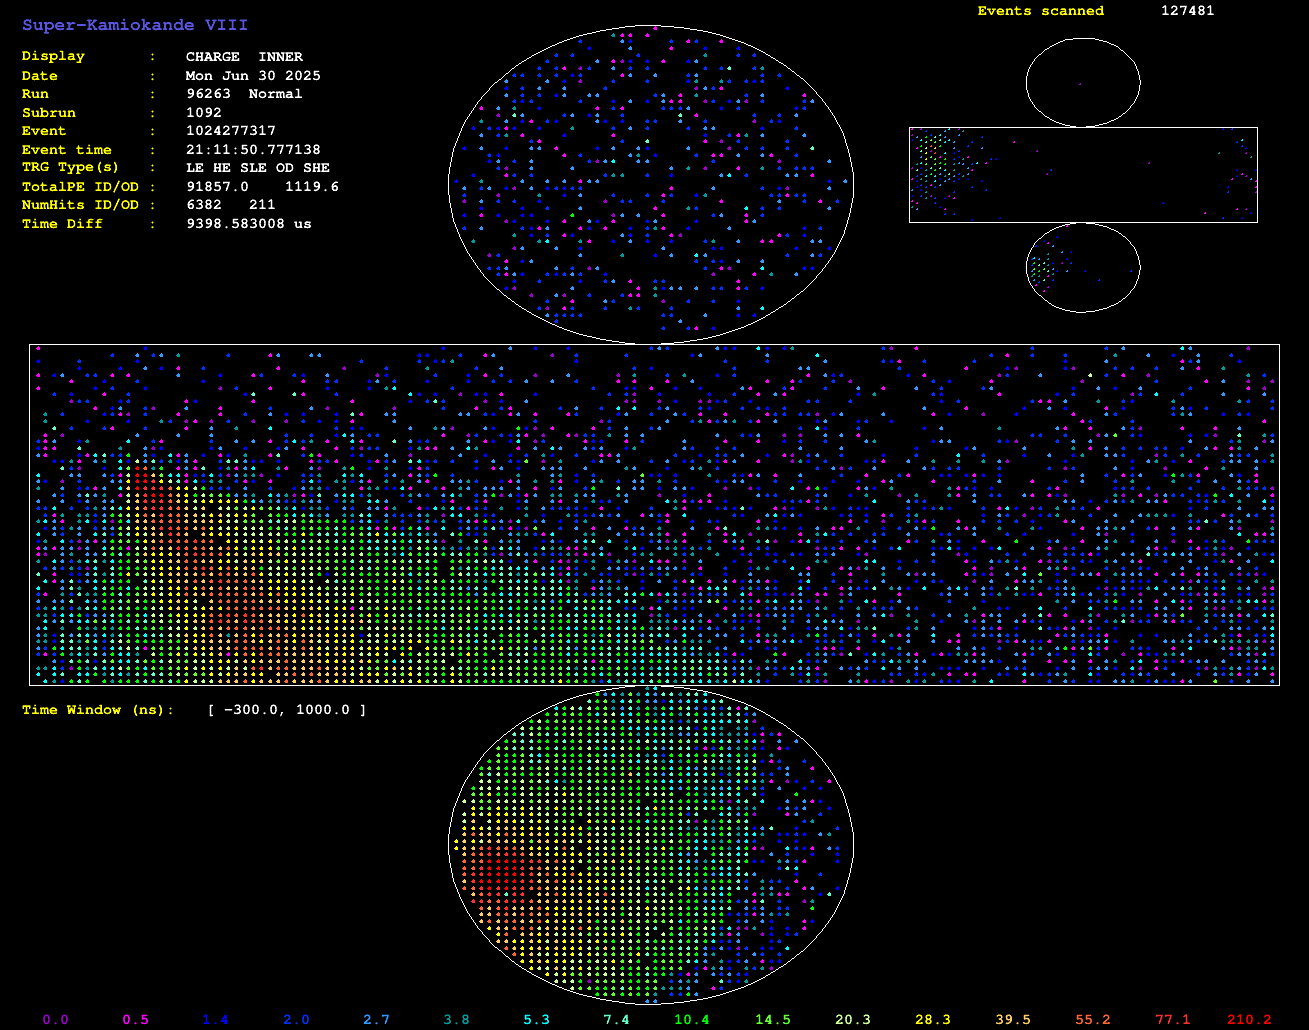 Super-Kamiokande VIII
Events scanned 127481
Display : CHARGE INNER
Date : Mon Jun 30 2025
Run : 96263 Normal
Subrun : 1092
Event : 1024277317
Event time : 21:11:50.777138
TRG Type(s) : LE HE SLE OD SHE
TotalPE ID/OD : 91857.0 1119.6
NumHits ID/OD : 6382 211
Time Diff : 9398.583008 us
Time Window (ns): [ -300.0, 1000.0 ]
0.0 0.5 1.4 2.0 2.7 3.8 5.3 7.4 10.4 14.5 20.3 28.3 39.5 55.2 77.1 210.2